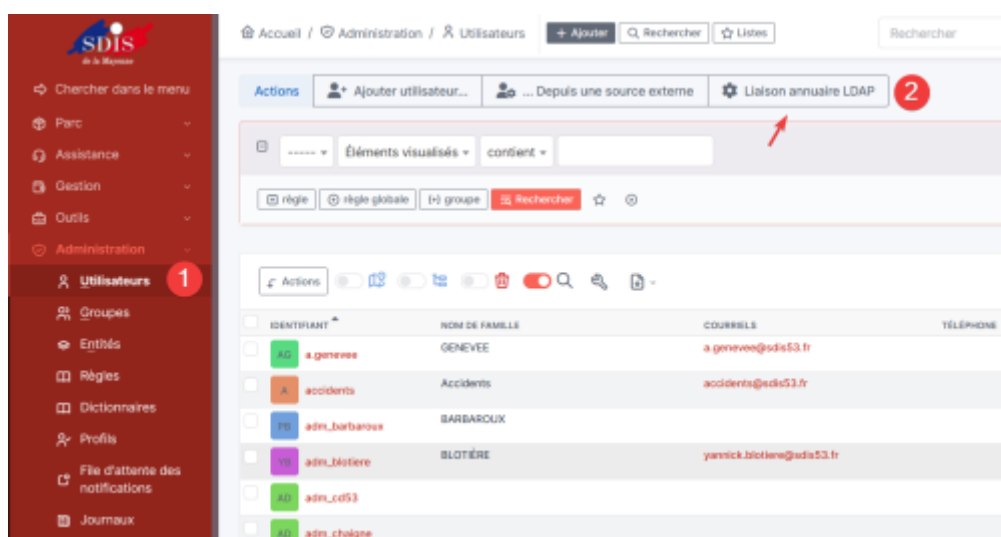 SDIS
de la Mayenne
Chercher dans le menu
Parc
Assistance
Gestion
Outils
Administration
Utilisateurs
1
Groupes
Entités
Règles
Dictionnaires
Profils
File d'attente des
notifications
Journaux
Accueil / Administration / Utilisateurs + Ajouter Rechercher Listes Rechercher
Actions Ajouter utilisateur... ... Depuis une source externe Liaison annuaire LDAP 2
----- Éléments visualisés contient
règle règle globale (+) groupe Rechercher
Actions
IDENTIFIANT NOM DE FAMILLE COURRIELS TÉLÉPHONE
AG a.genevee GENEVEE a.genevee@sdis53.fr
A accidents Accidents accidents@sdis53.fr
PB adm_barbaroux BARBAROUX
YB adm_blotiere BLOTIÈRE yannick.blotiere@sdis53.fr
AD adm_cd53
AD adm_chaigne